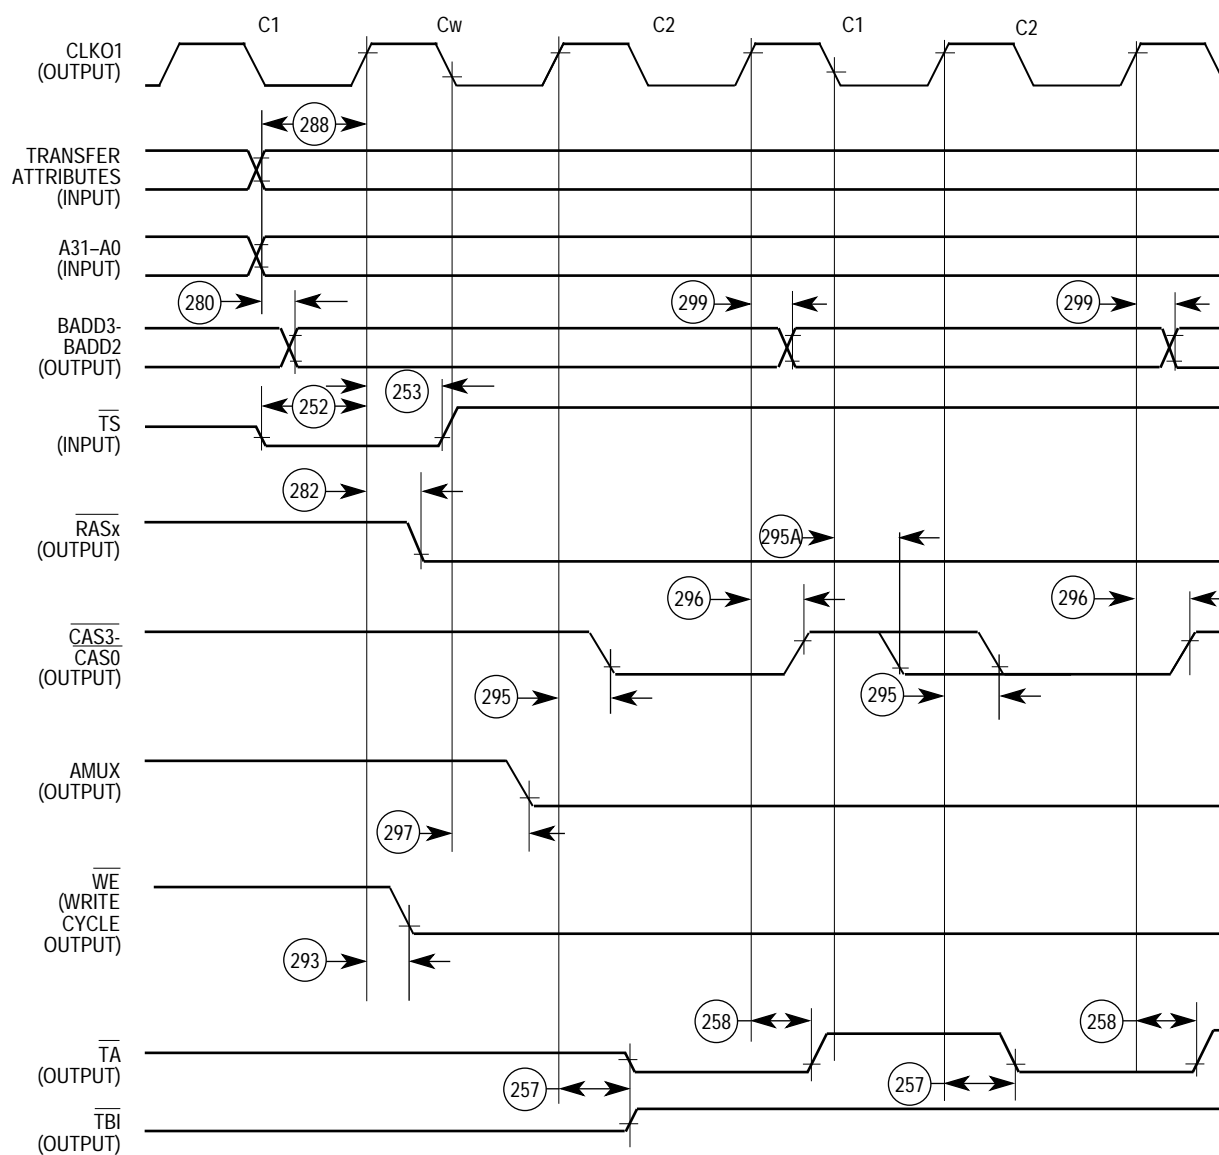 C1 Cw C2 C1 C2
CLKO1
(OUTPUT)
288
TRANSFER
ATTRIBUTES
(INPUT)
A31–A0
(INPUT)
280 299 299
BADD3-
BADD2
(OUTPUT)
253
252
TS
(INPUT)
282
RASx
(OUTPUT)
295A
296 296
CAS3-
CAS0
(OUTPUT)
295 295
AMUX
(OUTPUT)
297
WE
(WRITE
CYCLE
OUTPUT)
293
258 258
TA
(OUTPUT)
257 257
TBI
(OUTPUT)